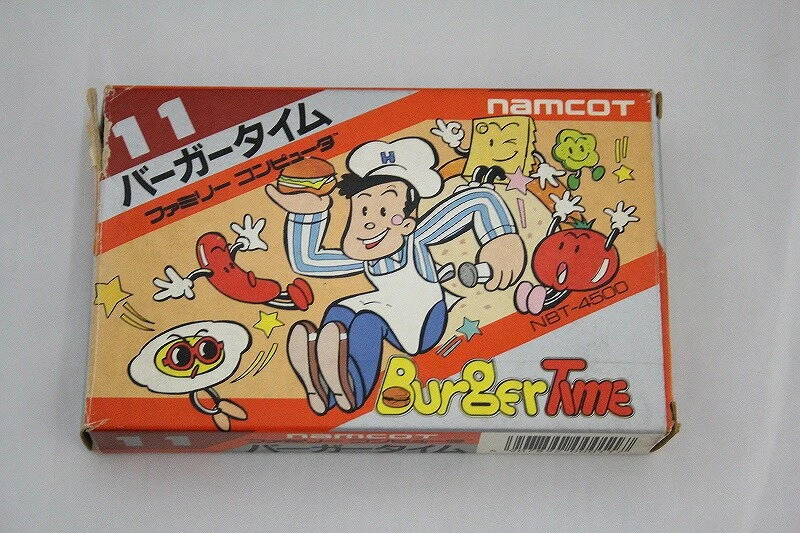 11
namcoT
バーガータイム
ファミリー コンピュータ
H
NBT-4500
BurgerTime
11
namcoT
バーガータイム